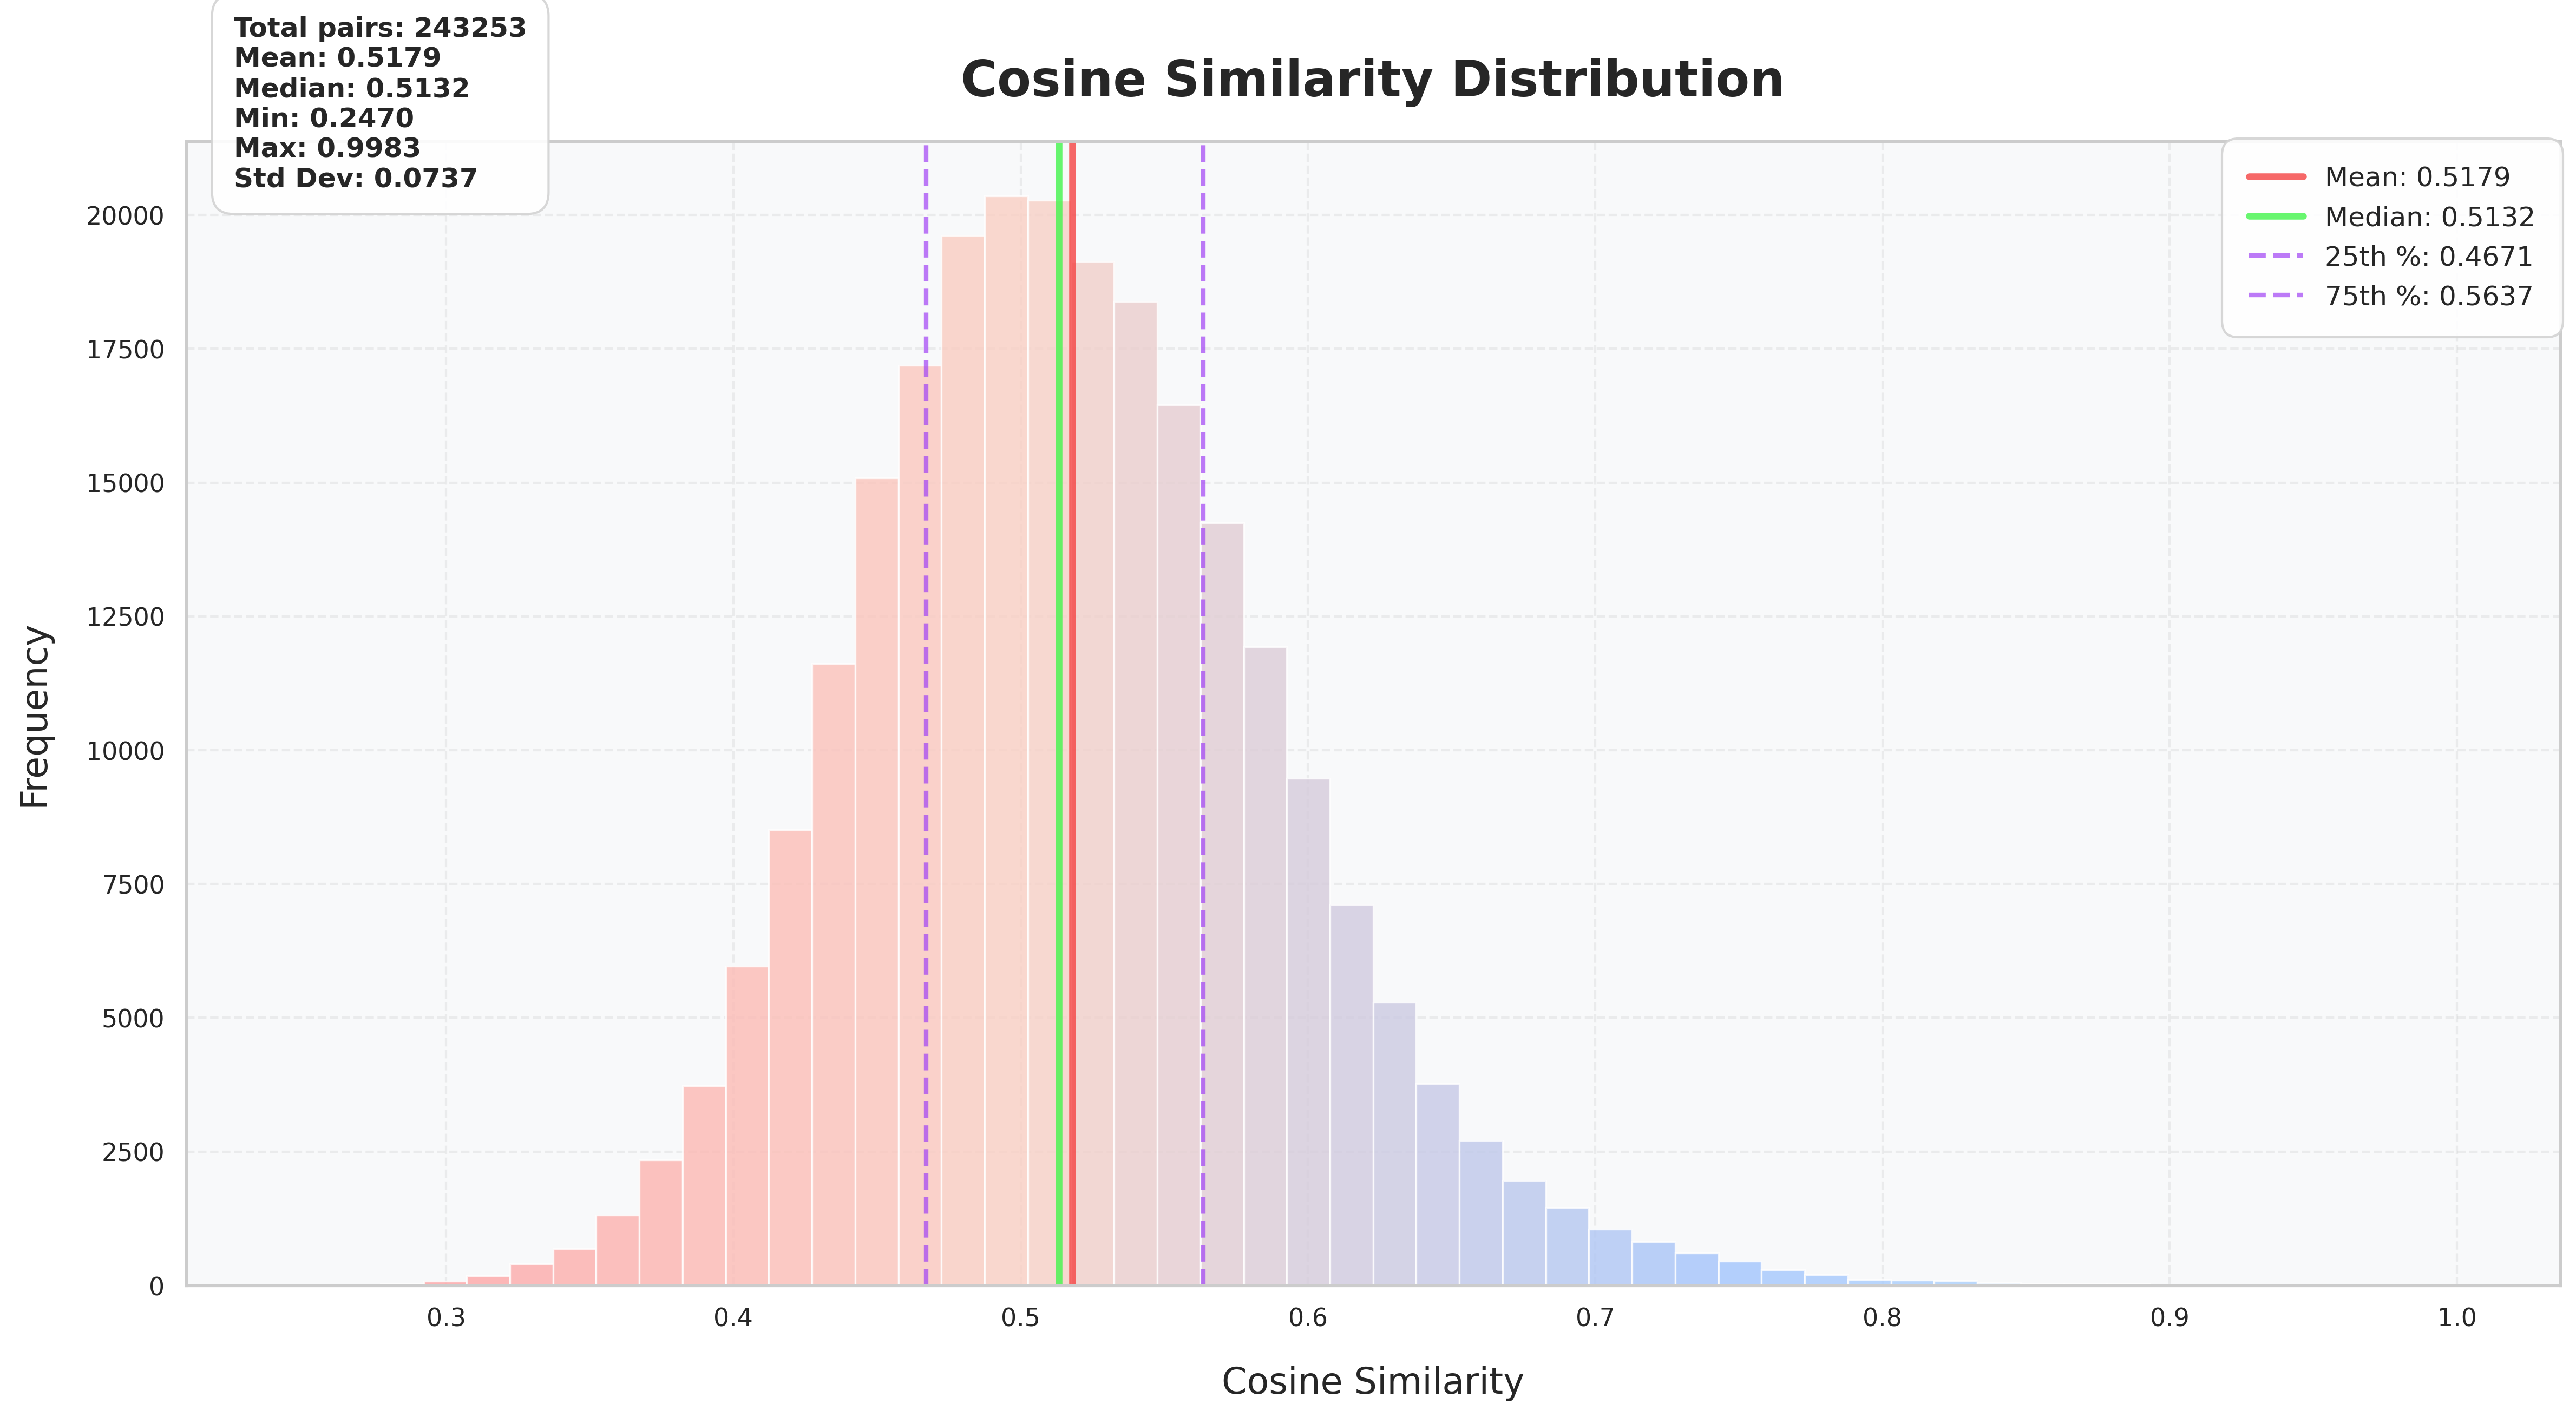 Total pairs: 243253
Mean: 0.5179
Median: 0.5132
Min: 0.2470
Max: 0.9983
Std Dev: 0.0737
Cosine Similarity Distribution
Mean: 0.5179
Median: 0.5132
25th %: 0.4671
75th %: 0.5637
Frequency
20000
17500
15000
12500
10000
7500
5000
2500
0
0.3 0.4 0.5 0.6 0.7 0.8 0.9 1.0
Cosine Similarity